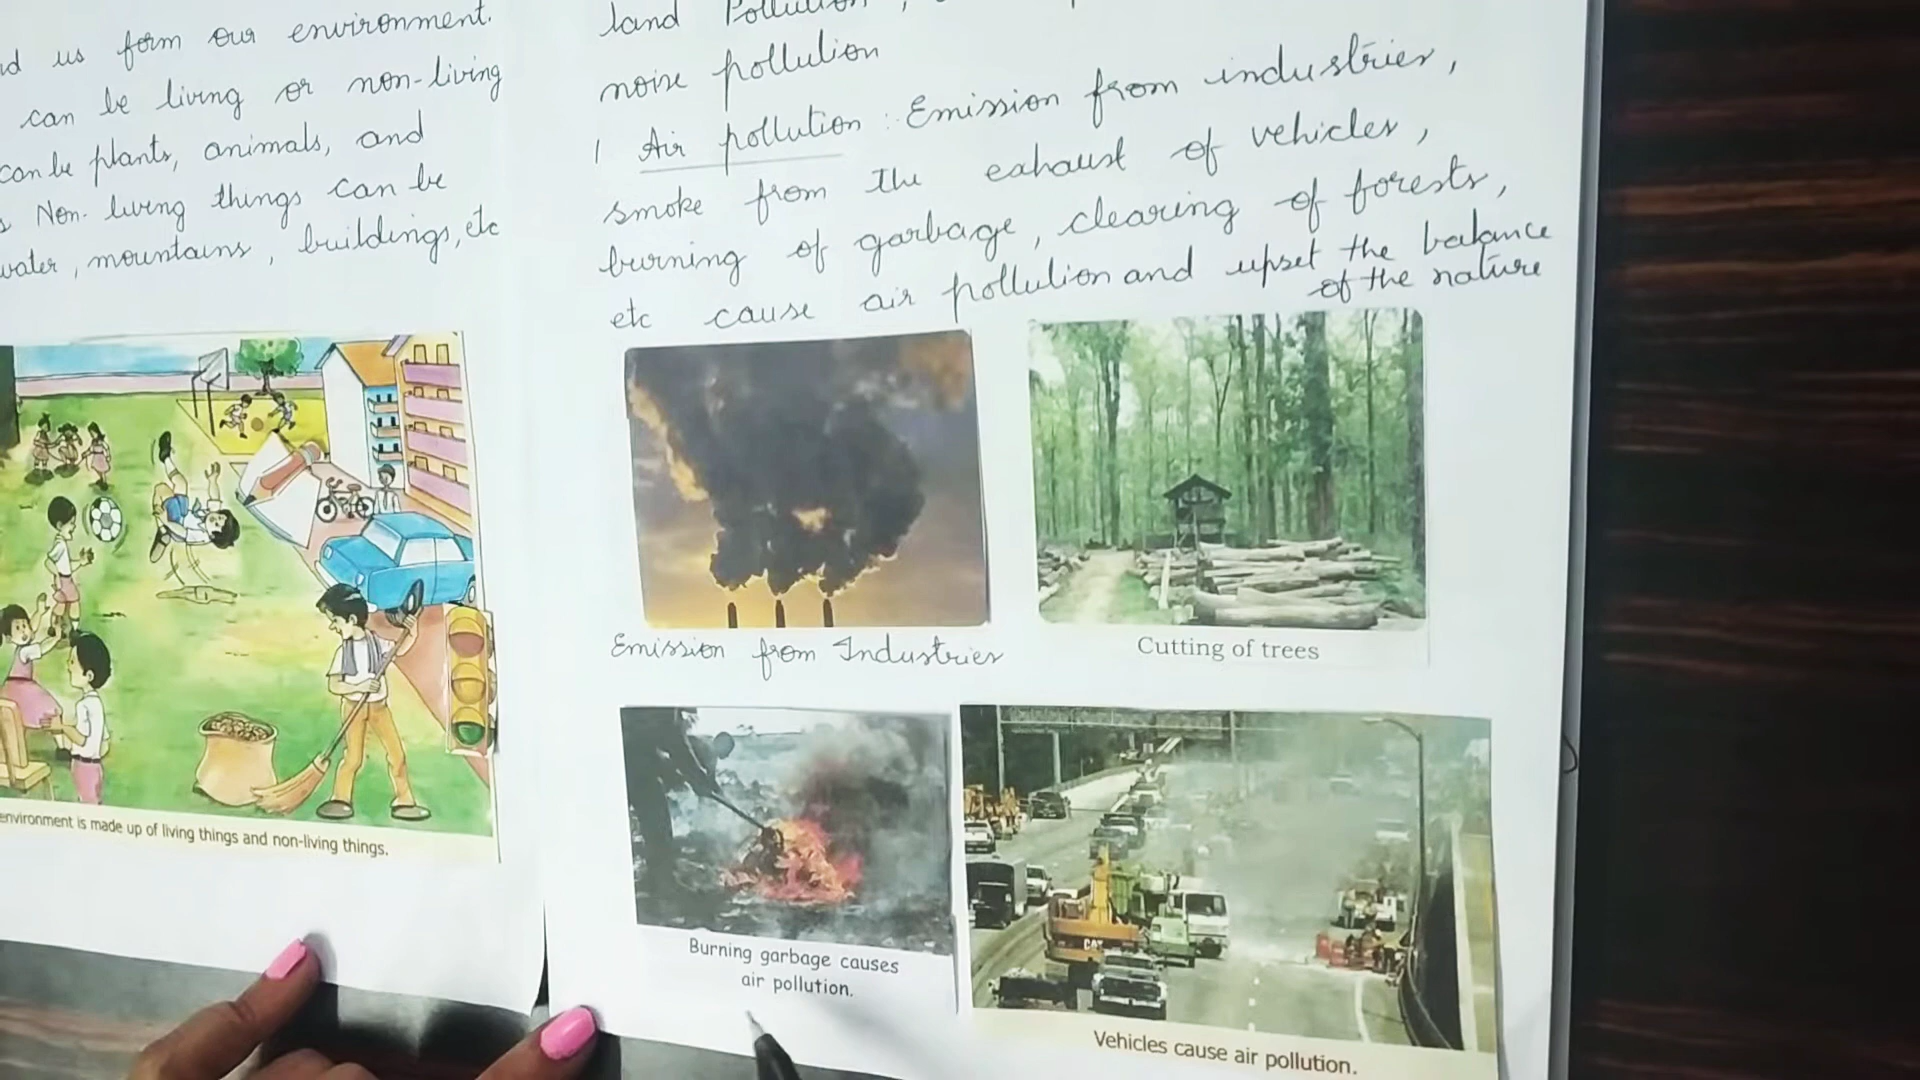 us form our environment.
can be living or non-living
can be plants, animals, and
Non-living things can be
water, mountains, buildings, etc
environment is made up of living things and non-living things.
land Pollution,
noise pollution
1 Air pollution : Emission from industries,
smoke from the exhaust of vehicles,
burning of garbage, clearing of forests,
etc cause air pollution and upset the balance
of the nature
Emission from Industries
Cutting of trees
CAT
Burning garbage causes
air pollution.
Vehicles cause air pollution.